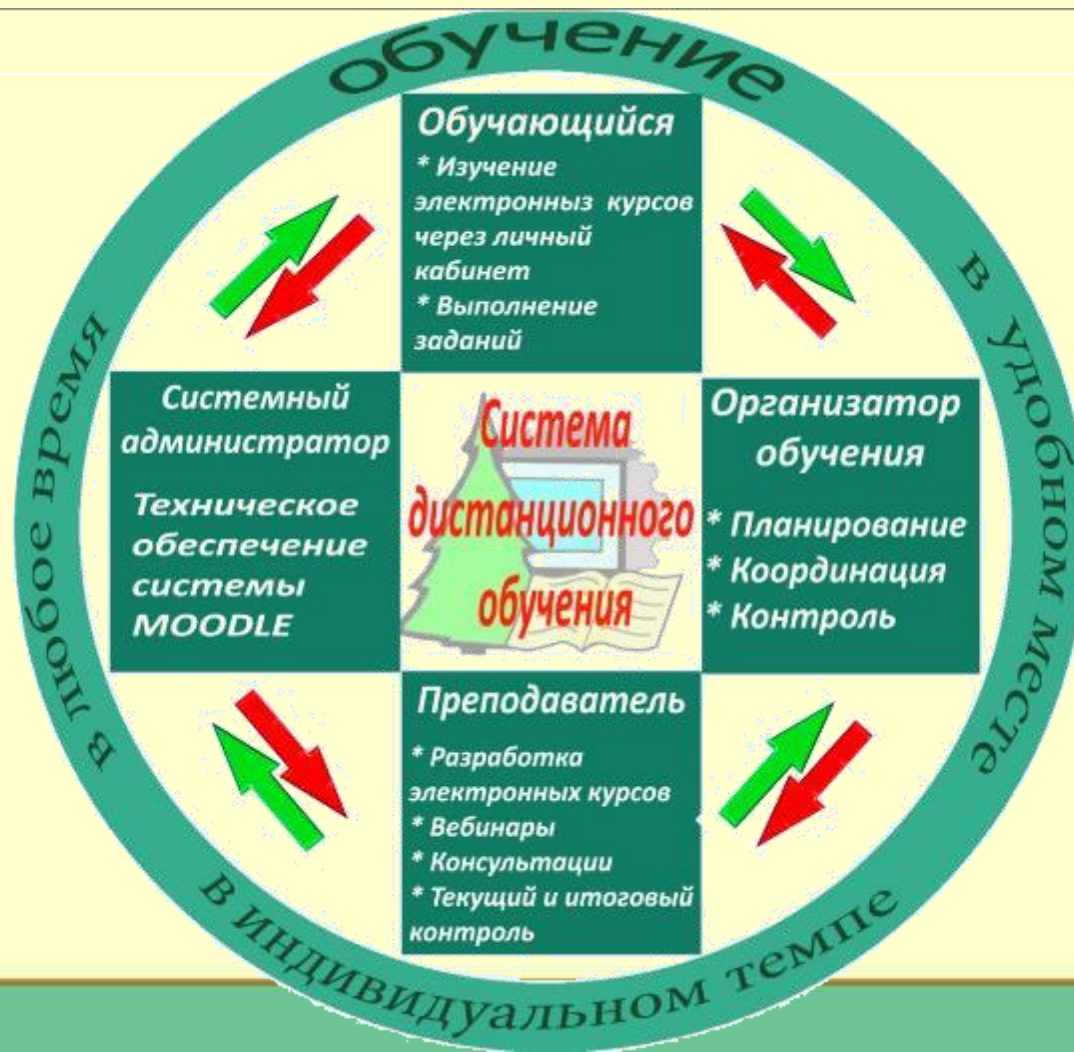 обучение
Обучающийся
* Изучение
электронныз курсов
через личный
кабинет
* Выполнение
заданий
Системный
администратор
Техническое
обеспечение
системы
MOODLE
Система
дистанционного
обучения
Организатор
обучения
* Планирование
* Координация
* Контроль
Преподаватель
* Разработка
электронных курсов
* Вебинары
* Консультации
* Текущий и итоговый
контроль
в любое время
в удобном месте
в индивидуальном темпе